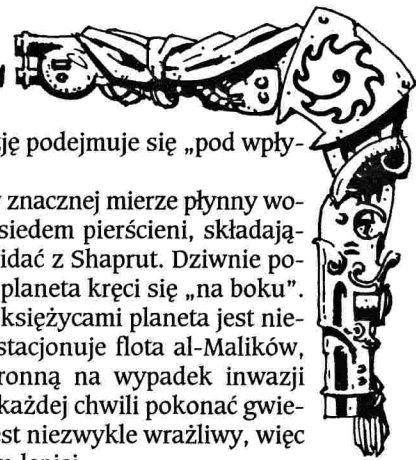 ję podejmuje się „pod wpły-
znacznej mierze płynny wo-
siedem pierścieni, składają-
idać z Shaprut. Dziwnie po-
planeta kręci się „na boku”.
księżycami planeta jest nie-
stacjonuje flota al-Malików,
ronną na wypadek inwazji
każdej chwili pokonać gwie-
est niezwykle wrażliwy, więc